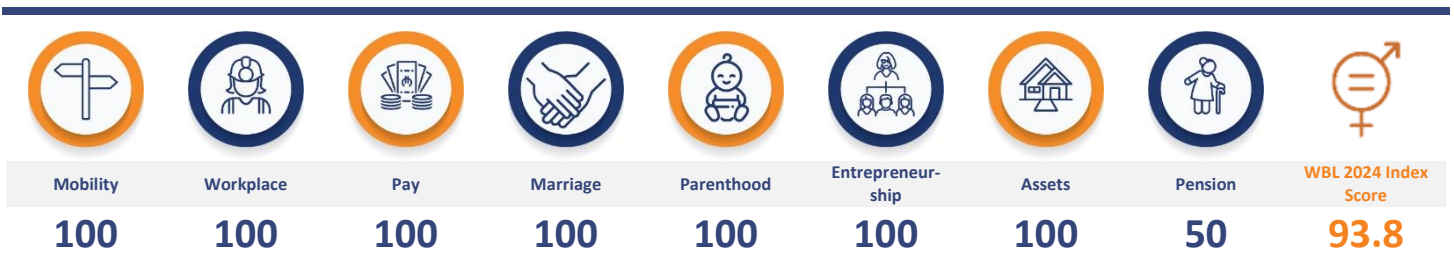 Mobility
Workplace
Pay
Marriage
Parenthood
Entrepreneur-
ship
Assets
Pension
WBL 2024 Index
Score
100
100
100
100
100
100
100
50
93.8